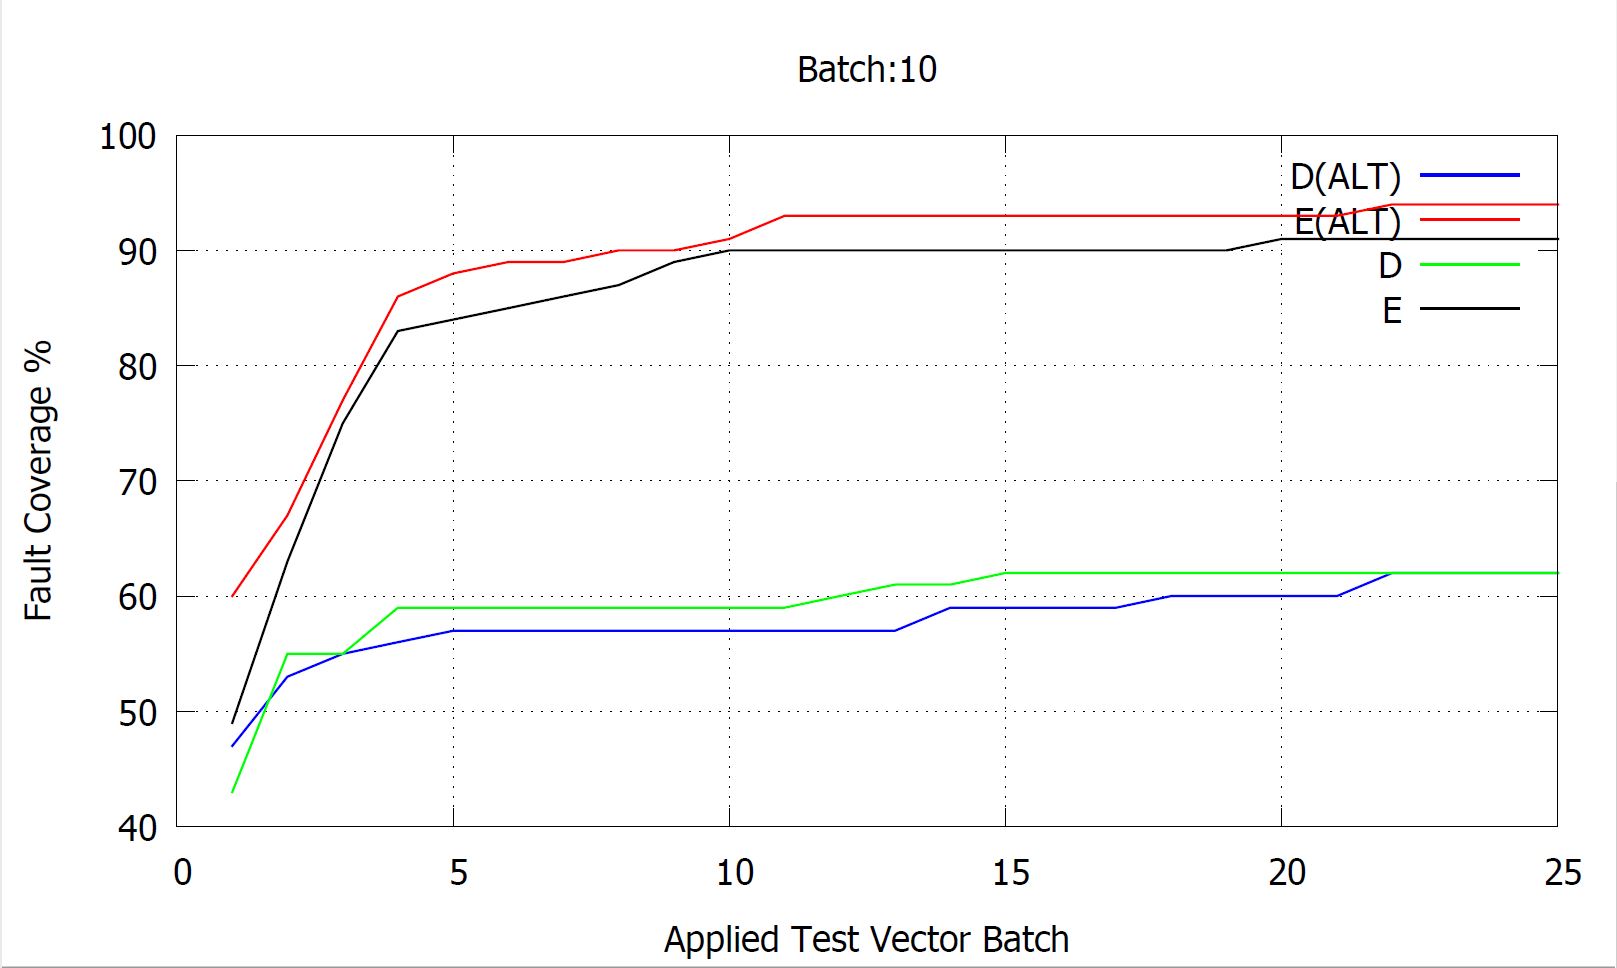 Batch:10
100
90
80
70
60
50
40
Fault Coverage %
D(ALT)
E(ALT)
D
E
0 5 10 15 20 25
Applied Test Vector Batch